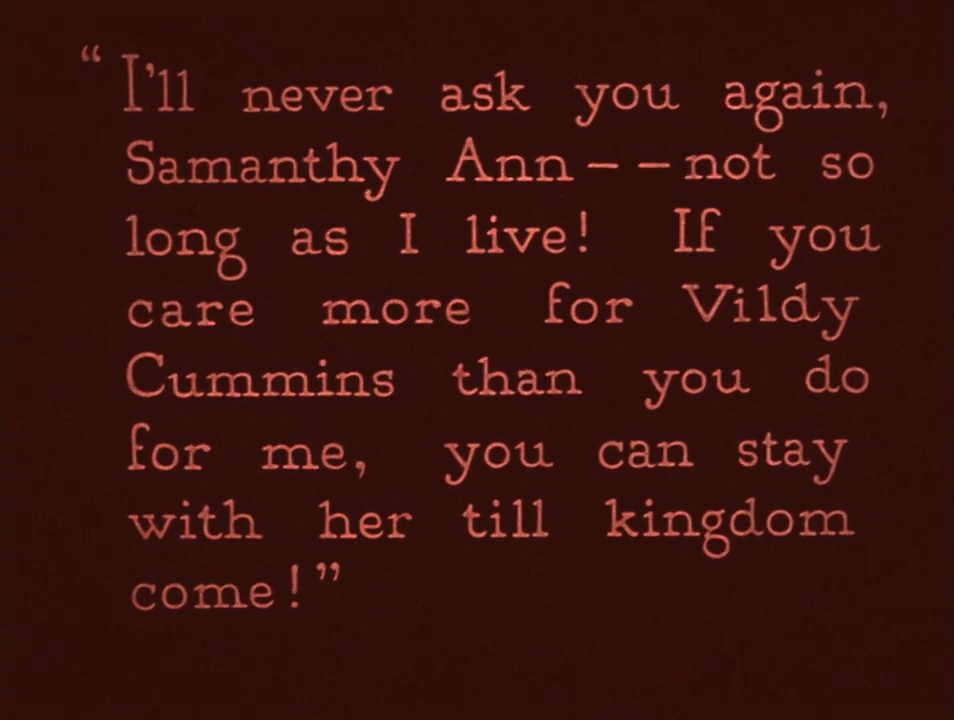 “I’ll never ask you again,
Samanthy Ann--not so
long as I live! If you
care more for Vildy
Cummins than you do
for me, you can stay
with her till kingdom
come!”